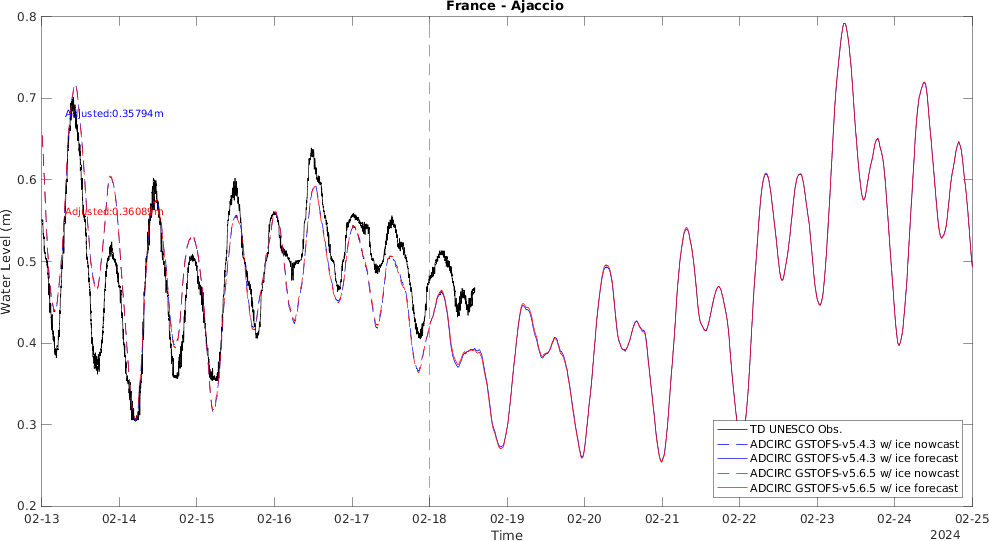 France - Ajaccio
0.8
0.7
0.6
0.5
0.4
0.3
0.2
Water Level (m)
Adjusted:0.35794m
Adjusted:0.36089m
TD UNESCO Obs.
ADCIRC GSTOFS-v5.4.3 w/ ice nowcast
ADCIRC GSTOFS-v5.4.3 w/ ice forecast
ADCIRC GSTOFS-v5.6.5 w/ ice nowcast
ADCIRC GSTOFS-v5.6.5 w/ ice forecast
02-13 02-14 02-15 02-16 02-17 02-18 02-19 02-20 02-21 02-22 02-23 02-24 02-25
Time
2024